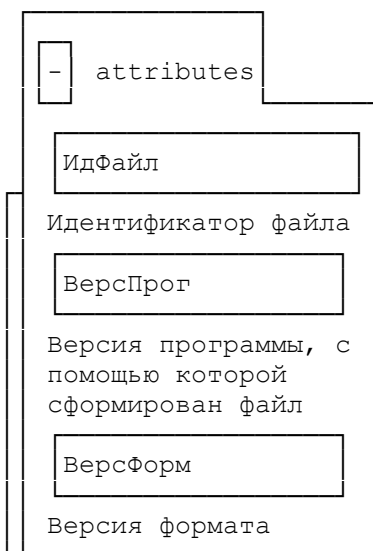 - attributes
ИдФайл
Идентификатор файла
ВерсПрог
Версия программы, с
помощью которой
сформирован файл
ВерсФорм
Версия формата